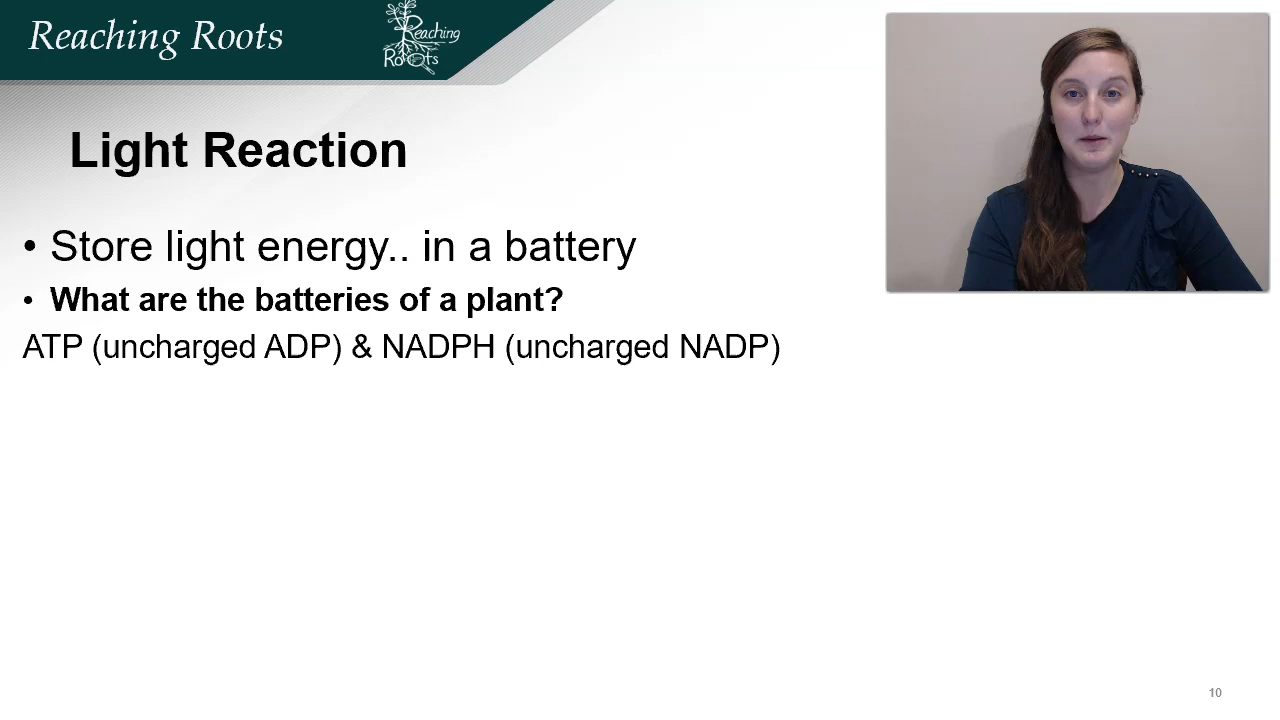 Reaching Roots
Reaching
Roots
Light Reaction
• Store light energy.. in a battery
• What are the batteries of a plant?
ATP (uncharged ADP) & NADPH (uncharged NADP)
10